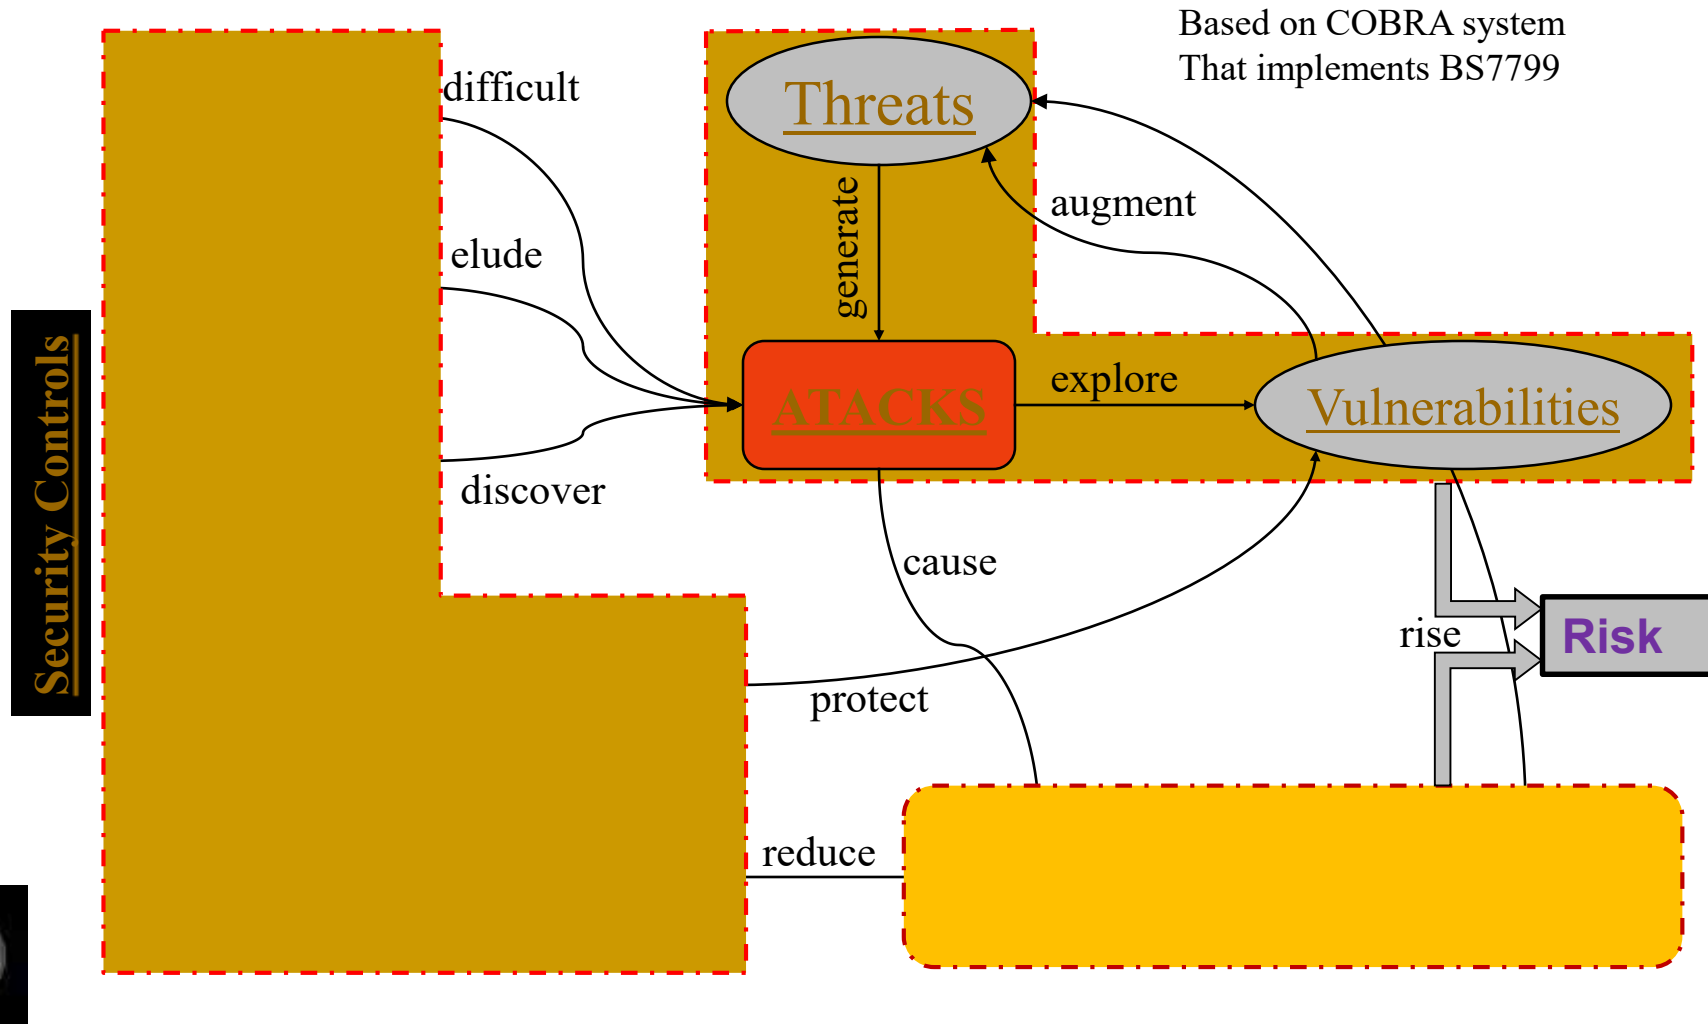 Based on COBRA system
That implements BS7799
difficult
Threats
augment
generate
elude
Security Controls
ATACKS
explore
Vulnerabilities
discover
cause
rise
Risk
protect
reduce